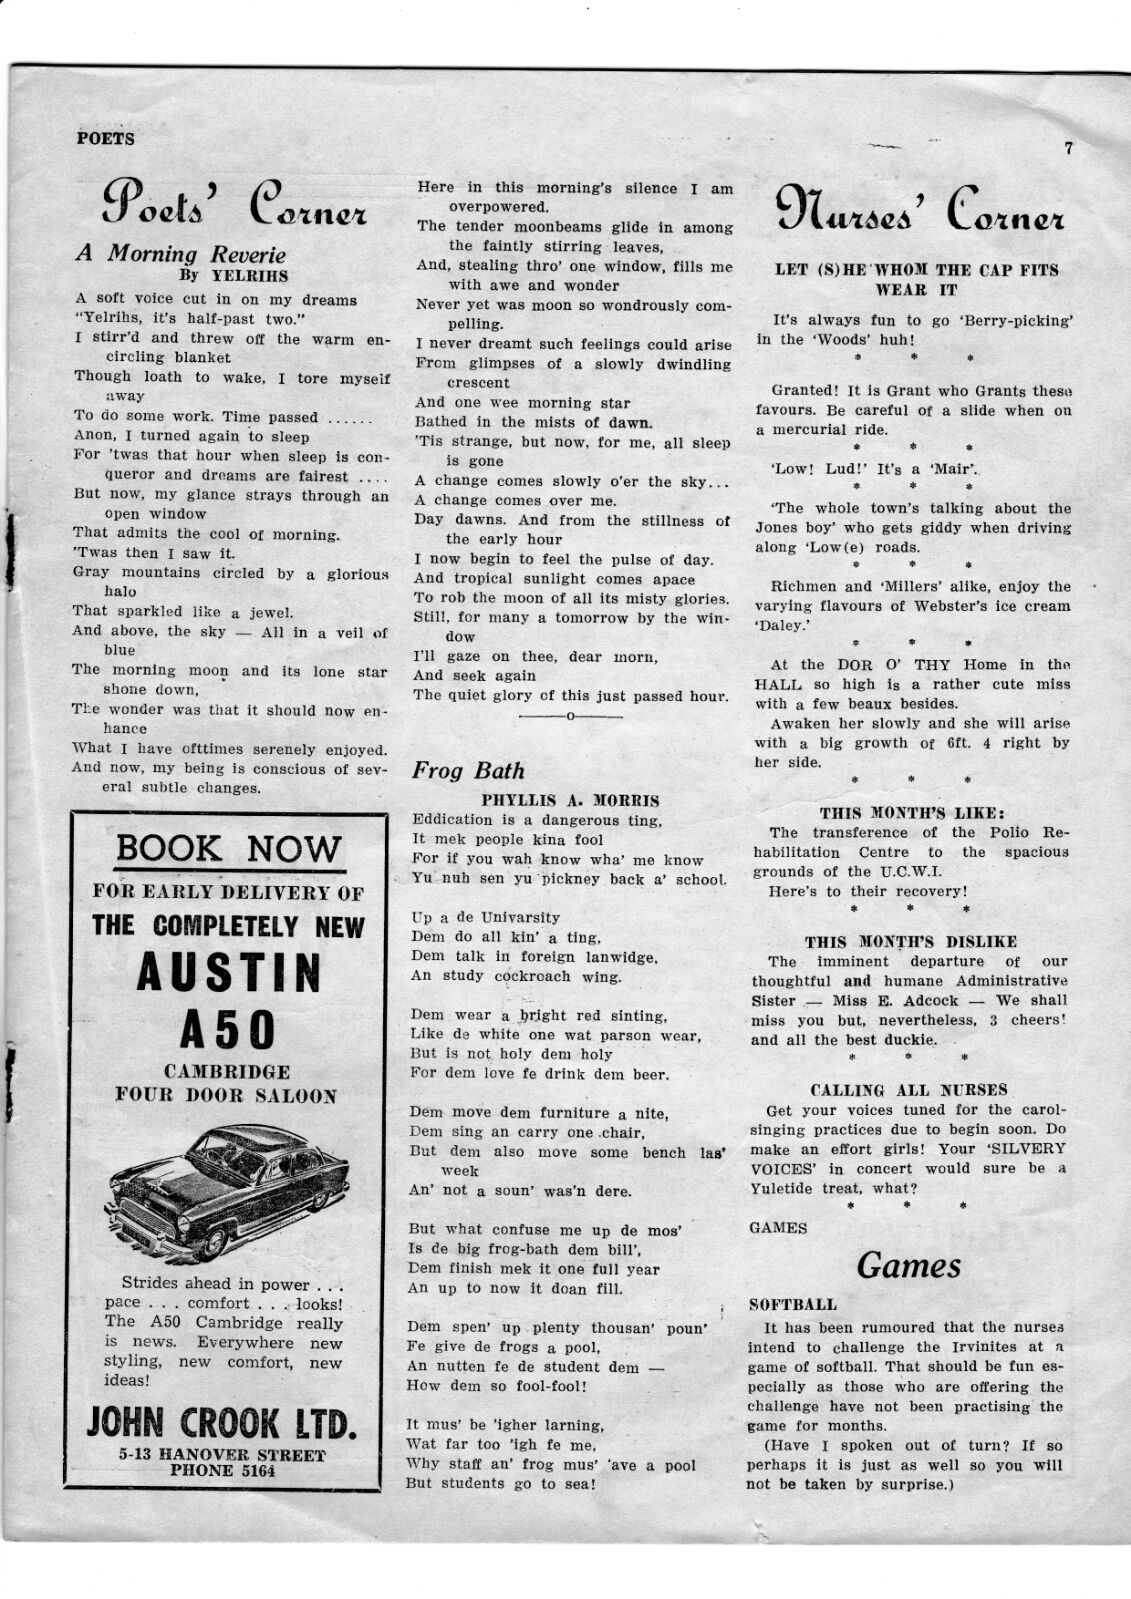 POETS
7
Poets' Corner
A Morning Reverie
By YELRIHS
A soft voice cut in on my dreams
"Yelrihs, it's half-past two."
I stirr'd and threw off the warm en-
circling blanket
Though loath to wake, I tore myself
away
To do some work. Time passed ......
Anon, I turned again to sleep
For 'twas that hour when sleep is con-
queror and dreams are fairest ....
But now, my glance strays through an
open window
That admits the cool of morning.
'Twas then I saw it.
Gray mountains circled by a glorious
halo
That sparkled like a jewel.
And above, the sky — All in a veil of
blue
The morning moon and its lone star
shone down,
The wonder was that it should now en-
hance
What I have ofttimes serenely enjoyed.
And now, my being is conscious of sev-
eral subtle changes.
BOOK NOW
FOR EARLY DELIVERY OF
THE COMPLETELY NEW
AUSTIN
A50
CAMBRIDGE
FOUR DOOR SALOON
Strides ahead in power . . .
pace . . . comfort . . . looks!
The A50 Cambridge really
is news. Everywhere new
styling, new comfort, new
ideas!
JOHN CROOK LTD.
5-13 HANOVER STREET
PHONE 5164
Here in this morning's silence I am
overpowered.
The tender moonbeams glide in among
the faintly stirring leaves,
And, stealing thro' one window, fills me
with awe and wonder
Never yet was moon so wondrously com-
pelling.
I never dreamt such feelings could arise
From glimpses of a slowly dwindling
crescent
And one wee morning star
Bathed in the mists of dawn.
'Tis strange, but now, for me, all sleep
is gone
A change comes slowly o'er the sky...
A change comes over me.
Day dawns. And from the stillness of
the early hour
I now begin to feel the pulse of day.
And tropical sunlight comes apace
To rob the moon of all its misty glories.
Still, for many a tomorrow by the win-
dow
I'll gaze on thee, dear morn,
And seek again
The quiet glory of this just passed hour.
Frog Bath
PHYLLIS A. MORRIS
Eddication is a dangerous ting,
It mek people kina fool
For if you wah know wha' me know
Yu nuh sen yu pickney back a' school.
Up a de Univarsity
Dem do all kin' a ting,
Dem talk in foreign lanwidge,
An study cockroach wing.
Dem wear a bright red sinting,
Like de white one wat parson wear,
But is not holy dem holy
For dem love fe drink dem beer.
Dem move dem furniture a nite,
Dem sing an carry one chair,
But dem also move some bench las'
week
An' not a soun' was'n dere.
But what confuse me up de mos'
Is de big frog-bath dem bill',
Dem finish mek it one full year
An up to now it doan fill.
Dem spen' up plenty thousan' poun'
Fe give de frogs a pool,
An nutten fe de student dem —
How dem so fool-fool!
It mus' be 'igher larning,
Wat far too 'igh fe me,
Why staff an' frog mus' 'ave a pool
But students go to sea!
Nurses' Corner
LET (S)HE WHOM THE CAP FITS
WEAR IT
It's always fun to go 'Berry-picking'
in the 'Woods' huh!
* * *
Granted! It is Grant who Grants these
favours. Be careful of a slide when on
a mercurial ride.
* * *
'Low! Lud!' It's a 'Mair'.
* * *
'The whole town's talking about the
Jones boy' who gets giddy when driving
along 'Low(e) roads.
* * *
Richmen and 'Millers' alike, enjoy the
varying flavours of Webster's ice cream
'Daley.'
* * *
At the DOR O' THY Home in the
HALL so high is a rather cute miss
with a few beaux besides.
Awaken her slowly and she will arise
with a big growth of 6ft. 4 right by
her side.
* * *
THIS MONTH'S LIKE:
The transference of the Polio Re-
habilitation Centre to the spacious
grounds of the U.C.W.I.
Here's to their recovery!
* * *
THIS MONTH'S DISLIKE
The imminent departure of our
thoughtful and humane Administrative
Sister — Miss E. Adcock — We shall
miss you but, nevertheless, 3 cheers!
and all the best duckie.
* * *
CALLING ALL NURSES
Get your voices tuned for the carol-
singing practices due to begin soon. Do
make an effort girls! Your 'SILVERY
VOICES' in concert would sure be a
Yuletide treat, what?
* * *
GAMES
Games
SOFTBALL
It has been rumoured that the nurses
intend to challenge the Irvinites at a
game of softball. That should be fun es-
pecially as those who are offering the
challenge have not been practising the
game for months.
(Have I spoken out of turn? If so
perhaps it is just as well so you will
not be taken by surprise.)